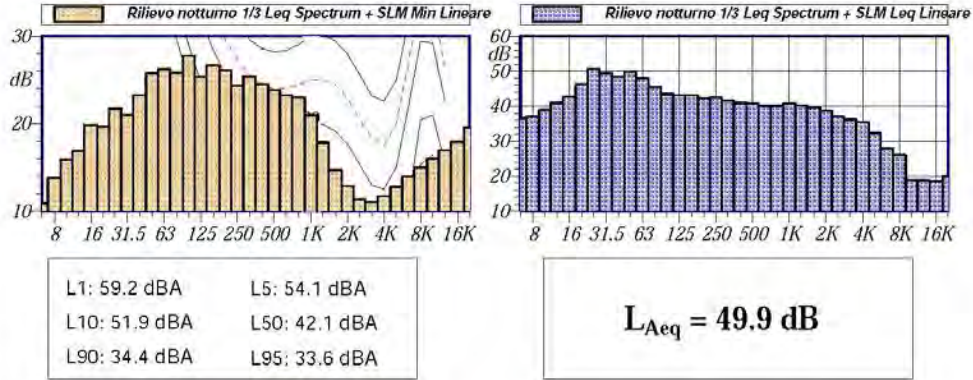 Rilievo notturno 1/3 Leq Spectrum + SLM Min Lineare
30
dB
20
10
8 16 31.5 63 125 250 500 1K 2K 4K 8K 16K
Rilievo notturno 1/3 Leq Spectrum + SLM Leq Lineare
60
dB
50
40
30
20
10
8 16 31.5 63 125 250 500 1K 2K 4K 8K 16K
L1: 59.2 dBA L5: 54.1 dBA
L10: 51.9 dBA L50: 42.1 dBA
L90: 34.4 dBA L95: 33.6 dBA
LAeq = 49.9 dB